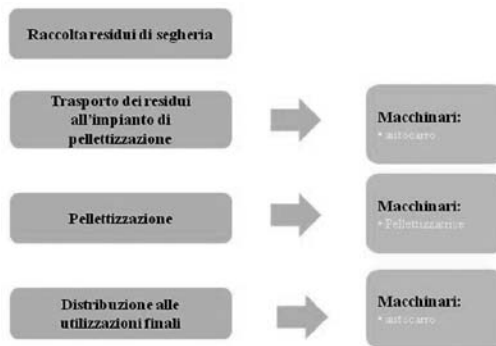 Raccolta residui di segheria
Trasporto dei residui
all'impianto di
pellettizzazione
Macchinari:
• autocarro
Pellettizzazione
Macchinari:
• Pellettizzatrice
Distribuzione alle
utilizzazioni finali
Macchinari:
• autocarro